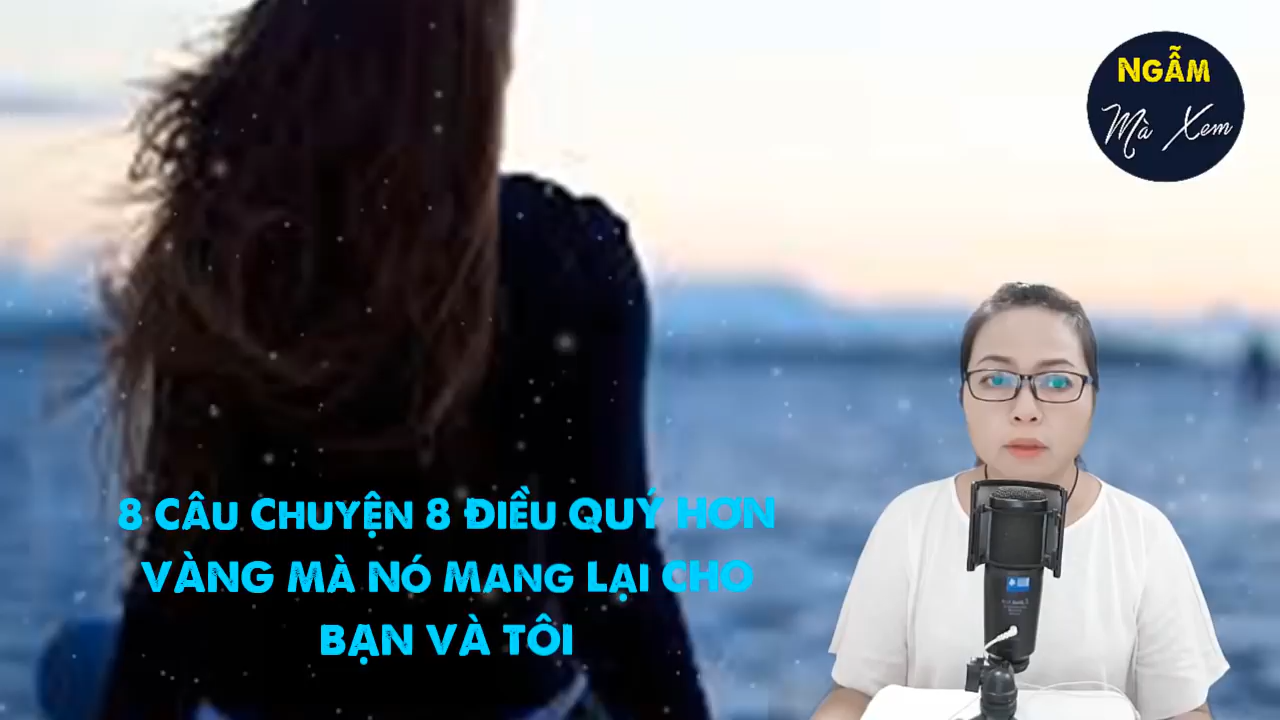 NGẪM
Mà Xem
8 CÂU CHUYỆN 8 ĐIỀU QUÝ HƠN
VÀNG MÀ NÓ MANG LẠI CHO
BẠN VÀ TÔI